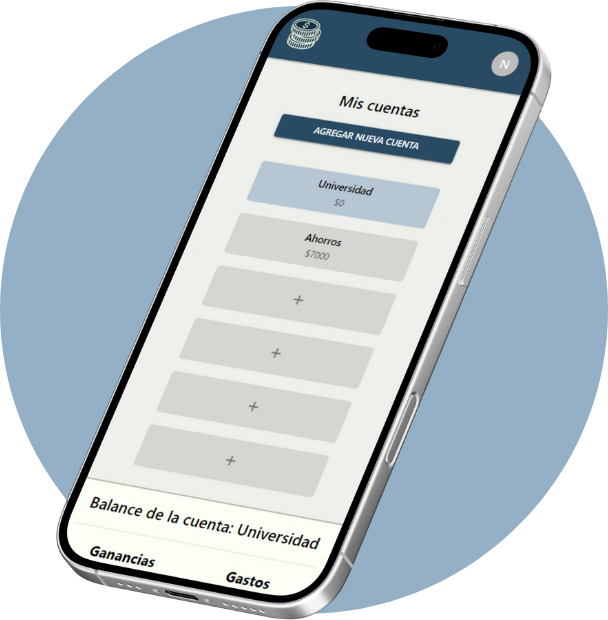 N
Mis cuentas
AGREGAR NUEVA CUENTA
Universidad
$0
Ahorros
$7000
+
+
+
+
Balance de la cuenta: Universidad
Ganancias
Gastos